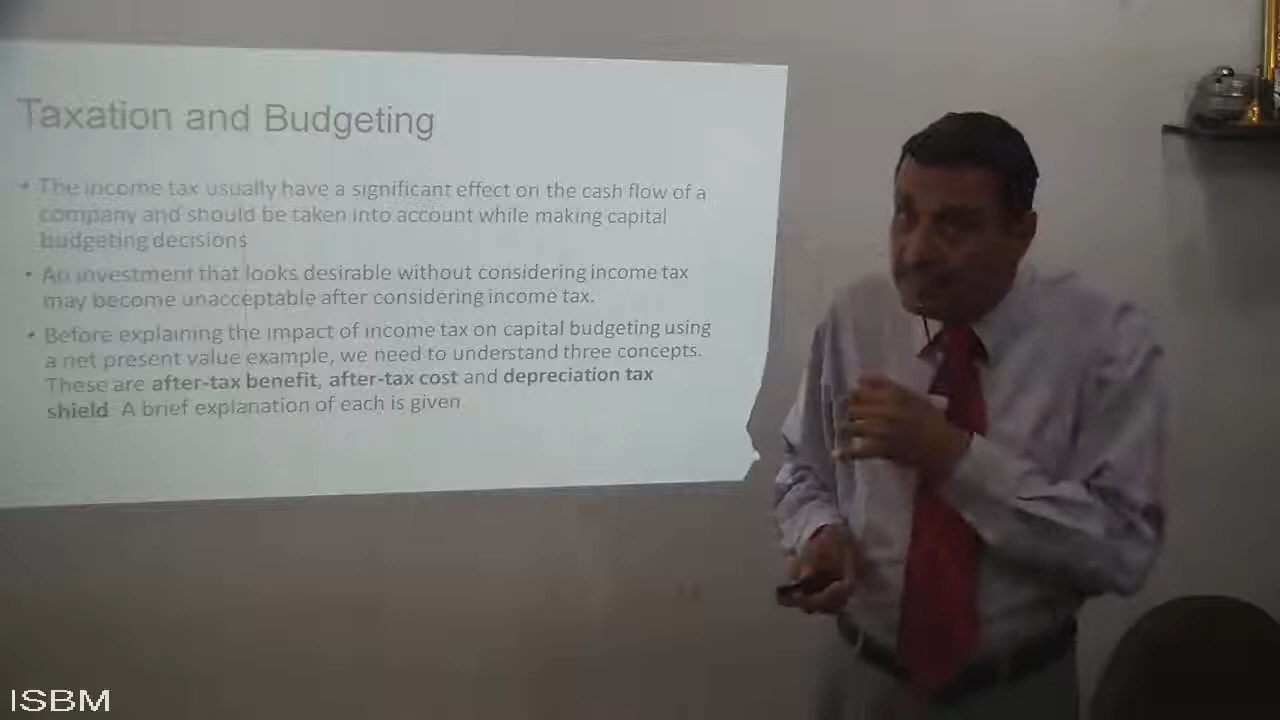 Taxation and Budgeting
• The income tax usually have a significant effect on the cash flow of a
company and should be taken into account while making capital
budgeting decisions
• An investment that looks desirable without considering income tax
may become unacceptable after considering income tax.
• Before explaining the impact of income tax on capital budgeting using
a net present value example, we need to understand three concepts.
These are after-tax benefit, after-tax cost and depreciation tax
shield. A brief explanation of each is given
ISBM